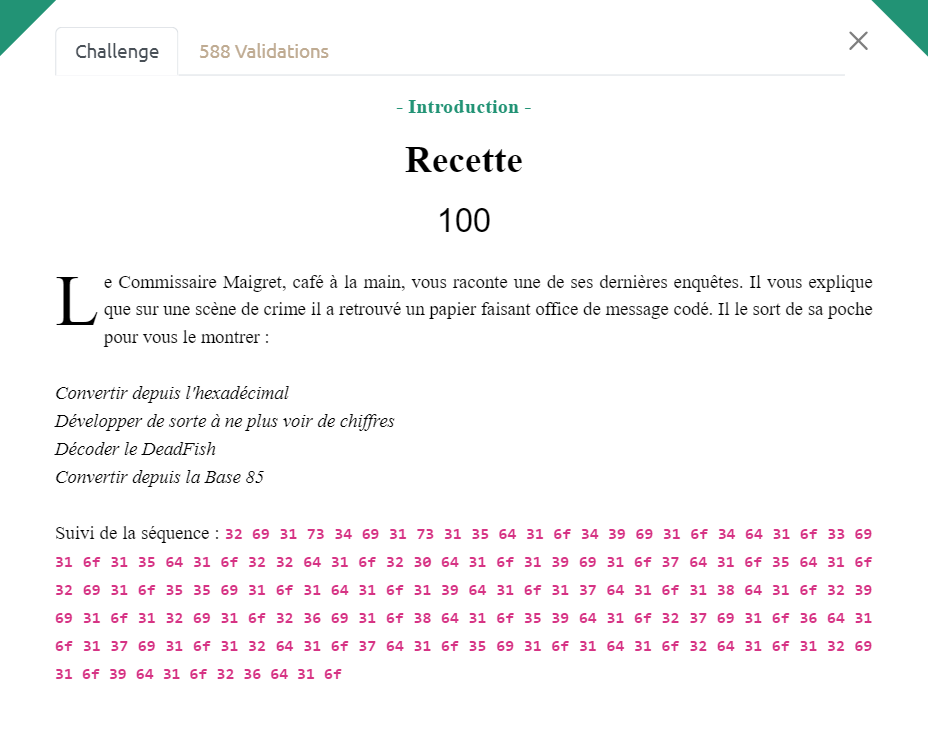 Challenge
588 Validations
- Introduction -
Recette
100
Le Commissaire Maigret, café à la main, vous raconte une de ses dernières enquêtes. Il vous explique
que sur une scène de crime il a retrouvé un papier faisant office de message codé. Il le sort de sa poche
pour vous le montrer :
Convertir depuis l'hexadécimal
Développer de sorte à ne plus voir de chiffres
Décoder le DeadFish
Convertir depuis la Base 85
Suivi de la séquence : 32 69 31 73 34 69 31 73 31 35 64 31 6f 34 39 69 31 6f 34 64 31 6f 33 69
31 6f 31 35 64 31 6f 32 32 64 31 6f 32 30 64 31 6f 31 39 69 31 6f 37 64 31 6f 35 64 31 6f
32 69 31 6f 35 35 69 31 6f 31 64 31 6f 31 39 64 31 6f 31 37 64 31 6f 31 38 64 31 6f 32 39
69 31 6f 31 32 69 31 6f 32 36 69 31 6f 38 64 31 6f 35 39 64 31 6f 32 37 69 31 6f 36 64 31
6f 31 37 69 31 6f 31 32 64 31 6f 37 64 31 6f 35 69 31 6f 31 64 31 6f 32 64 31 6f 31 32 69
31 6f 39 64 31 6f 32 36 64 31 6f